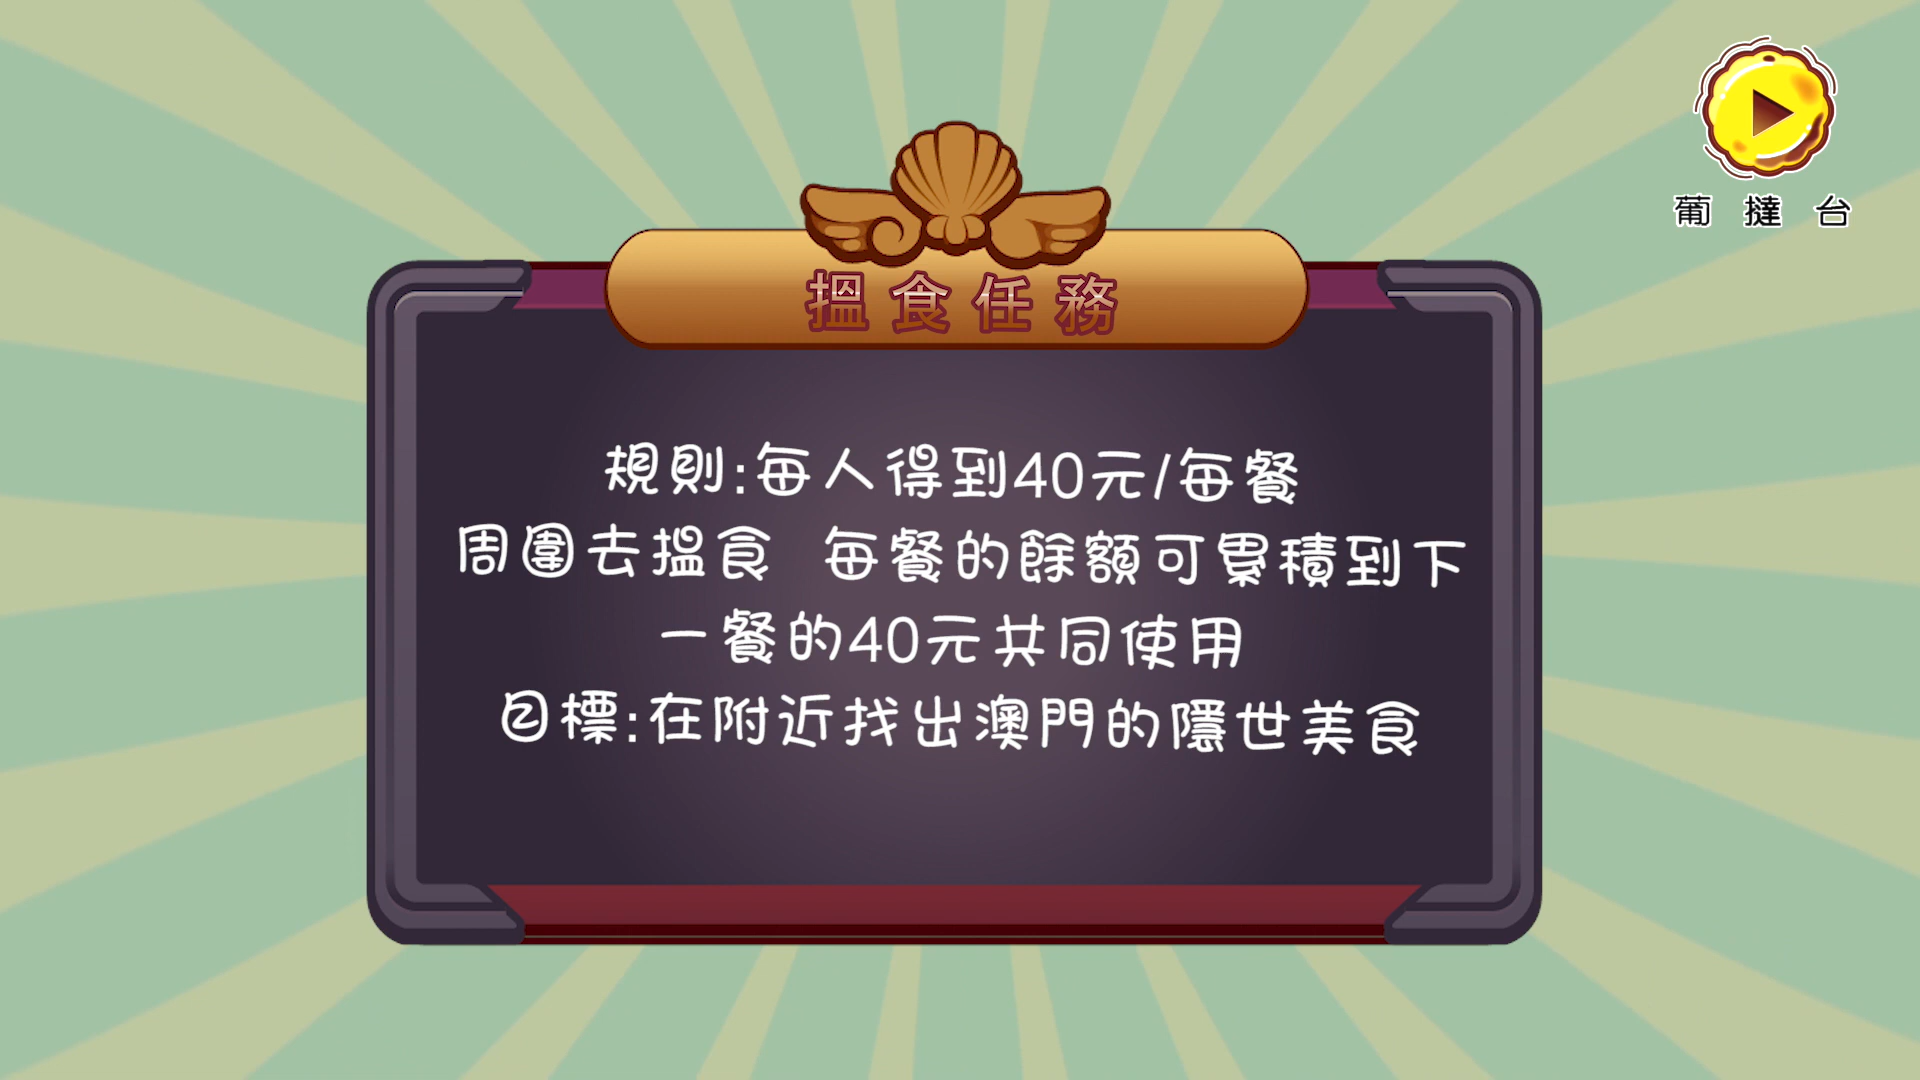 葡撻台
搵食任務
規則:每人得到40元/每餐
周圍去搵食 每餐的餘額可累積到下
一餐的40元共同使用
目標:在附近找出澳門的隱世美食